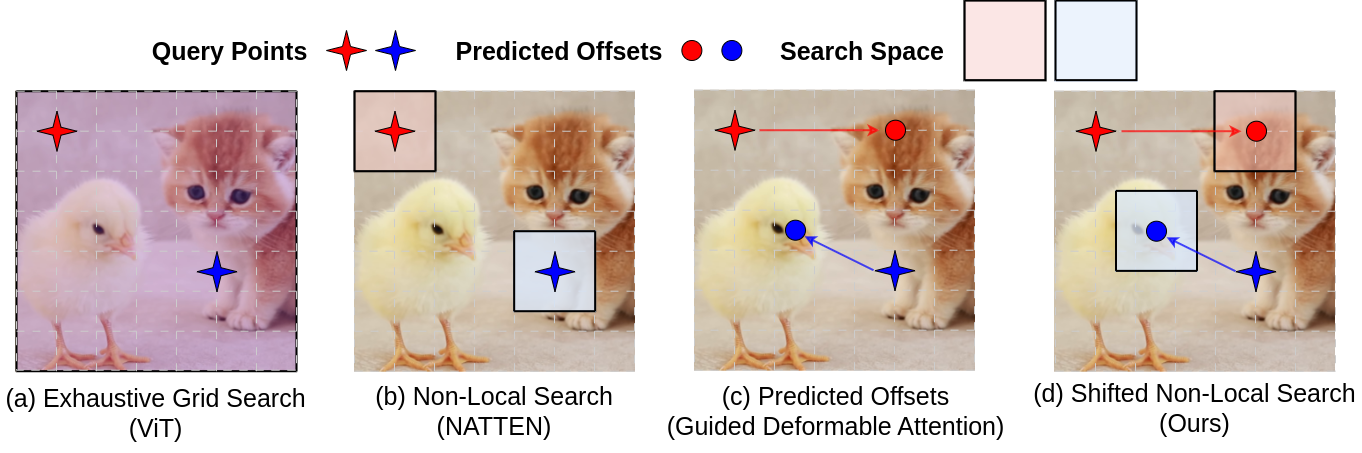 Query Points Predicted Offsets Search Space
(a) Exhaustive Grid Search
(ViT)
(b) Non-Local Search
(NATTEN)
(c) Predicted Offsets
(Guided Deformable Attention)
(d) Shifted Non-Local Search
(Ours)